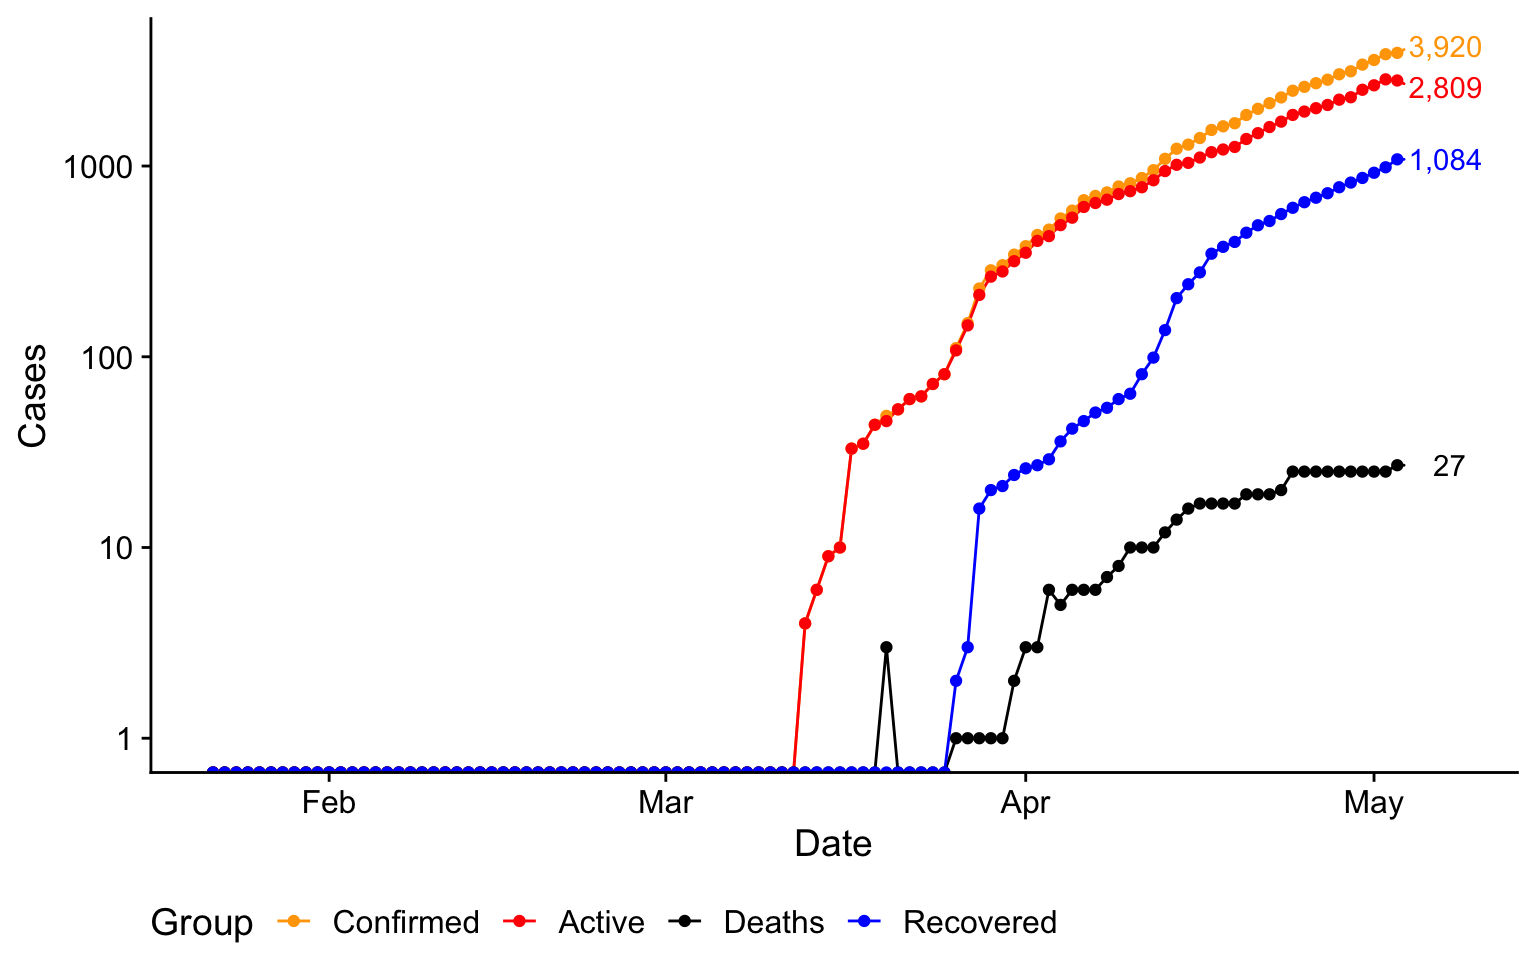 3,920
2,809
1,084
27
1000
100
10
1
Cases
Feb Mar Apr May
Date
Group Confirmed Active Deaths Recovered